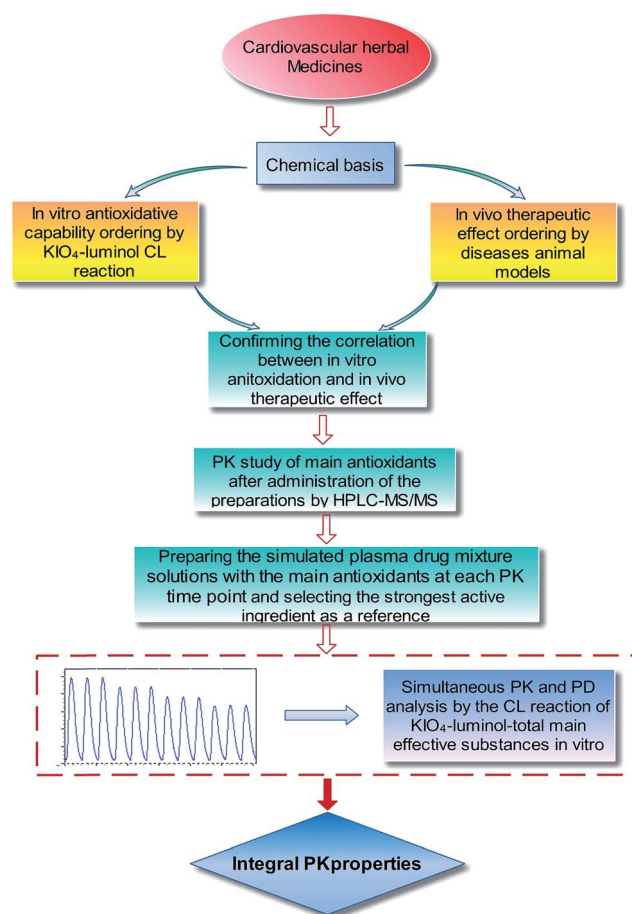 Cardiovascular herbal
Medicines
Chemical basis
In vitro antioxidative
capability ordering by
KIO₄-luminol CL
reaction
In vivo therapeutic
effect ordering by
diseases animal
models
Confirming the correlation
between in vitro
anitoxidation and in vivo
therapeutic effect
PK study of main antioxidants
after administration of the
preparations by HPLC-MS/MS
Preparing the simulated plasma drug mixture
solutions with the main antioxidants at each PK
time point and selecting the strongest active
ingredient as a reference
Simultaneous PK and PD
analysis by the CL reaction of
KIO₄-luminol-total main
effective substances in vitro
Integral PKproperties